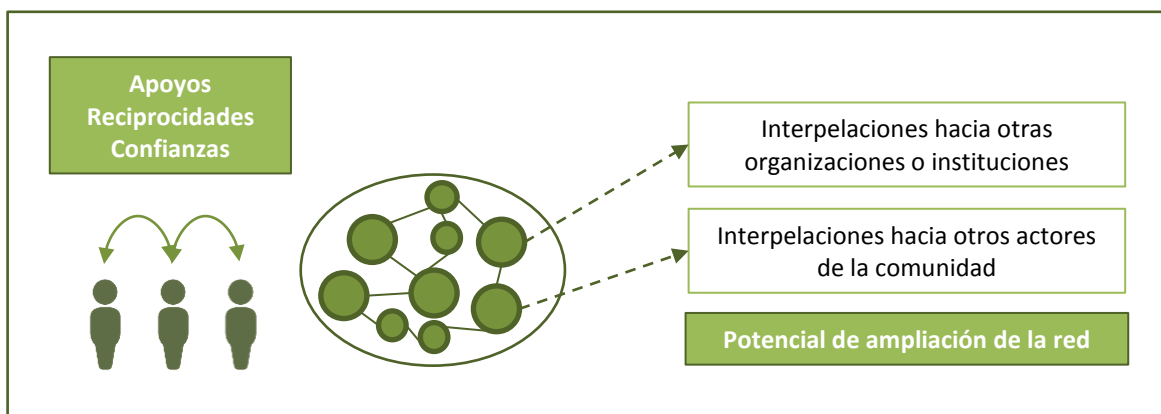 Apoyos
Reciprocidades
Confianzas
Interpelaciones hacia otras
organizaciones o instituciones
Interpelaciones hacia otros actores
de la comunidad
Potencial de ampliación de la red